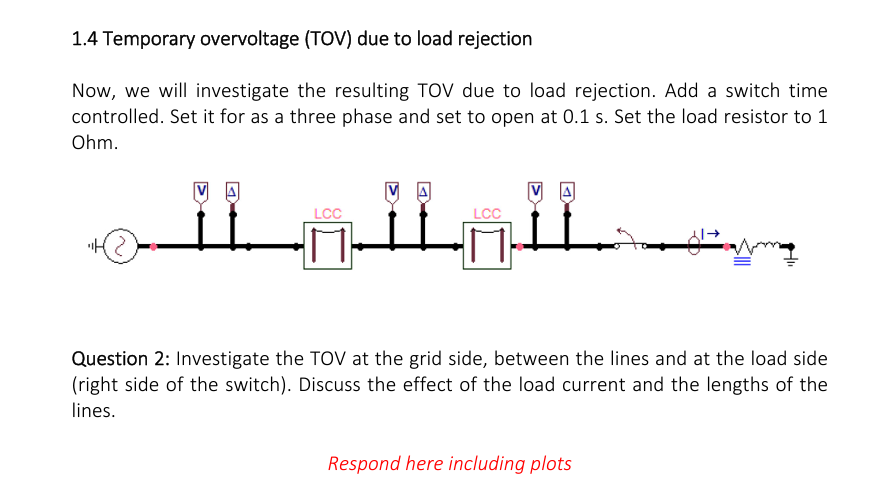 1.4 Temporary overvoltage (TOV) due to load rejection
Now, we will investigate the resulting TOV due to load rejection. Add a switch time
controlled. Set it for as a three phase and set to open at 0.1 s. Set the load resistor to 1
Ohm.
V
V
V
LCC
LCC
I
Question 2: Investigate the TOV at the grid side, between the lines and at the load side
(right side of the switch). Discuss the effect of the load current and the lengths of the
lines.
Respond here including plots